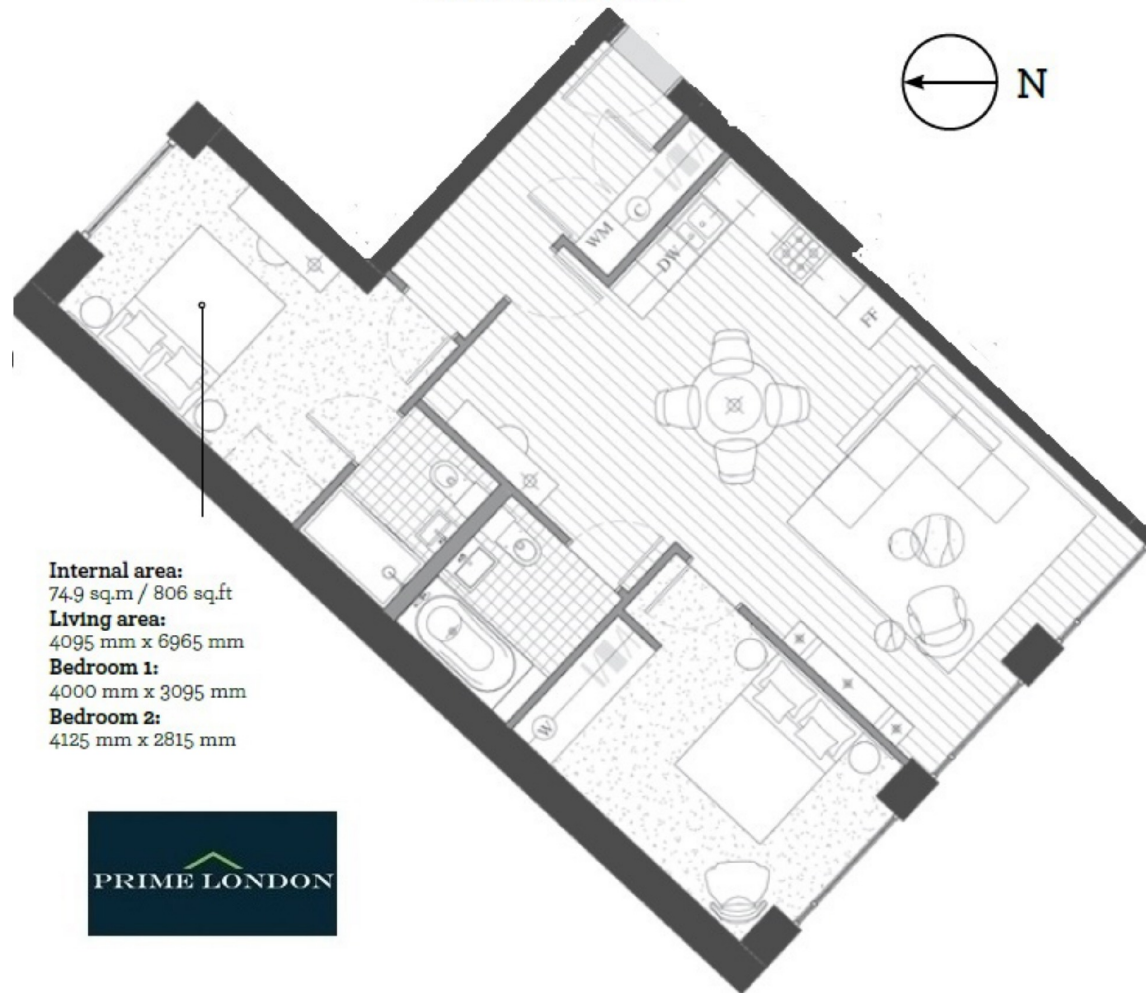 N
C
WM
DW
FF
Internal area:
74.9 sq.m / 806 sq.ft
Living area:
4095 mm x 6965 mm
Bedroom 1:
4000 mm x 3095 mm
Bedroom 2:
4125 mm x 2815 mm
W
PRIME LONDON